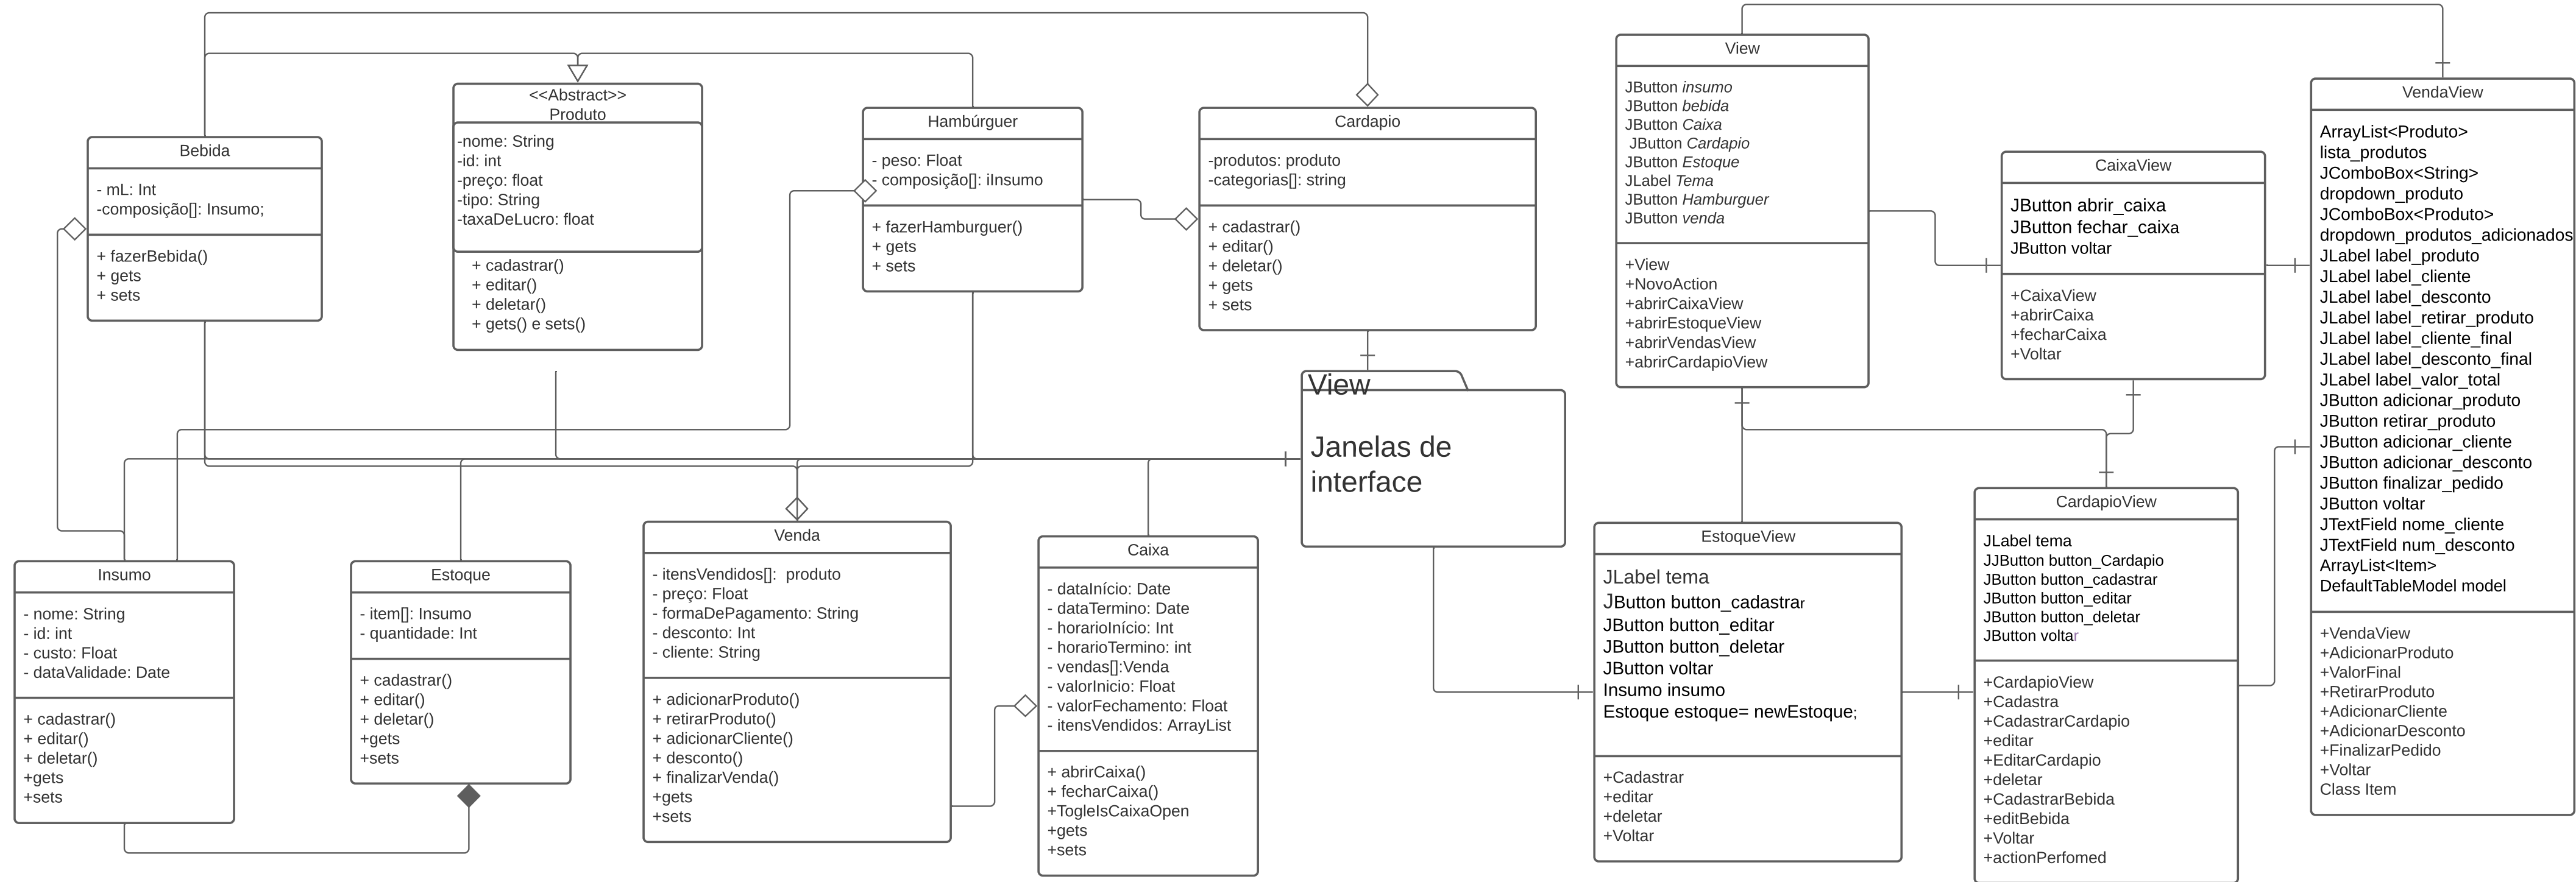 Bebida
- mL: Int
-composição[]: Insumo;
+ fazerBebida()
+ gets
+ sets
<<Abstract>>
Produto
-nome: String
-id: int
-preço: float
-tipo: String
-taxaDeLucro: float
+ cadastrar()
+ editar()
+ deletar()
+ gets() e sets()
Hambúrguer
- peso: Float
- composição[]: iInsumo
+ fazerHamburguer()
+ gets
+ sets
Cardapio
-produtos: produto
-categorias[]: string
+ cadastrar()
+ editar()
+ deletar()
+ gets
+ sets
View
Janelas de
interface
Insumo
- nome: String
- id: int
- custo: Float
- dataValidade: Date
+ cadastrar()
+ editar()
+ deletar()
+gets
+sets
Estoque
- item[]: Insumo
- quantidade: Int
+ cadastrar()
+ editar()
+ deletar()
+gets
+sets
Venda
- itensVendidos[]:  produto
- preço: Float
- formaDePagamento: String
- desconto: Int
- cliente: String
+ adicionarProduto()
+ retirarProduto()
+ adicionarCliente()
+ desconto()
+ finalizarVenda()
+gets
+sets
Caixa
- dataInício: Date
- dataTermino: Date
- horarioInício: Int
- horarioTermino: int
- vendas[]:Venda
- valorInicio: Float
- valorFechamento: Float
- itensVendidos: ArrayList
+ abrirCaixa()
+ fecharCaixa()
+TogleIsCaixaOpen
+gets
+sets
View
JButton insumo
JButton bebida
JButton Caixa
JButton Cardapio
JButton Estoque
JLabel Tema
JButton Hamburguer
JButton venda
+View
+NovoAction
+abrirCaixaView
+abrirEstoqueView
+abrirVendasView
+abrirCardapioView
CaixaView
JButton abrir_caixa
JButton fechar_caixa
JButton voltar
+CaixaView
+abrirCaixa
+fecharCaixa
+Voltar
EstoqueView
JLabel tema
JButton button_cadastrar
JButton button_editar
JButton button_deletar
JButton voltar
Insumo insumo
Estoque estoque= newEstoque;
+Cadastrar
+editar
+deletar
+Voltar
CardapioView
JLabel tema
JJButton button_Cardapio
JButton button_cadastrar
JButton button_editar
JButton button_deletar
JButton voltar
+CardapioView
+Cadastra
+CadastrarCardapio
+editar
+EditarCardapio
+deletar
+CadastrarBebida
+editBebida
+Voltar
+actionPerfomed
VendaView
ArrayList<Produto>
lista_produtos
JComboBox<String>
dropdown_produto
JComboBox<Produto>
dropdown_produtos_adicionados
JLabel label_produto
JLabel label_cliente
JLabel label_desconto
JLabel label_retirar_produto
JLabel label_cliente_final
JLabel label_desconto_final
JLabel label_valor_total
JButton adicionar_produto
JButton retirar_produto
JButton adicionar_cliente
JButton adicionar_desconto
JButton finalizar_pedido
JButton voltar
JTextField nome_cliente
JTextField num_desconto
ArrayList<Item>
DefaultTableModel model
+VendaView
+AdicionarProduto
+ValorFinal
+RetirarProduto
+AdicionarCliente
+AdicionarDesconto
+FinalizarPedido
+Voltar
Class Item